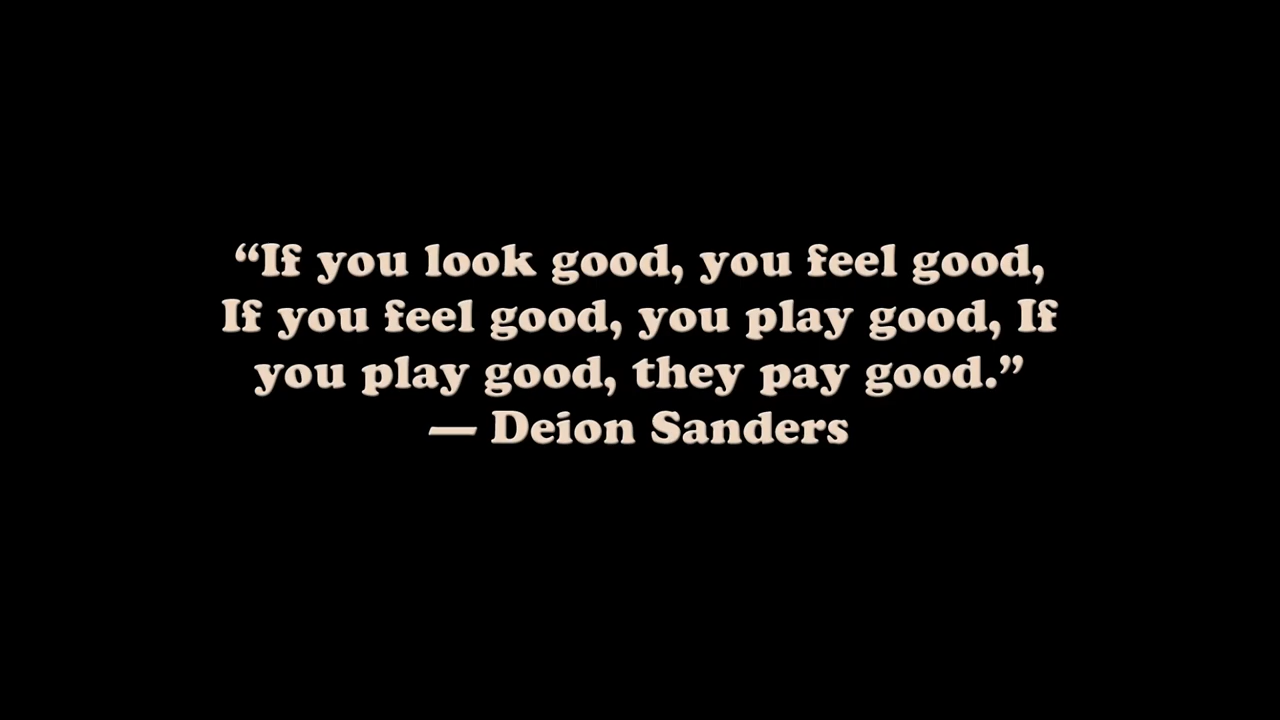 “If you look good, you feel good,
If you feel good, you play good, If
you play good, they pay good.”
— Deion Sanders